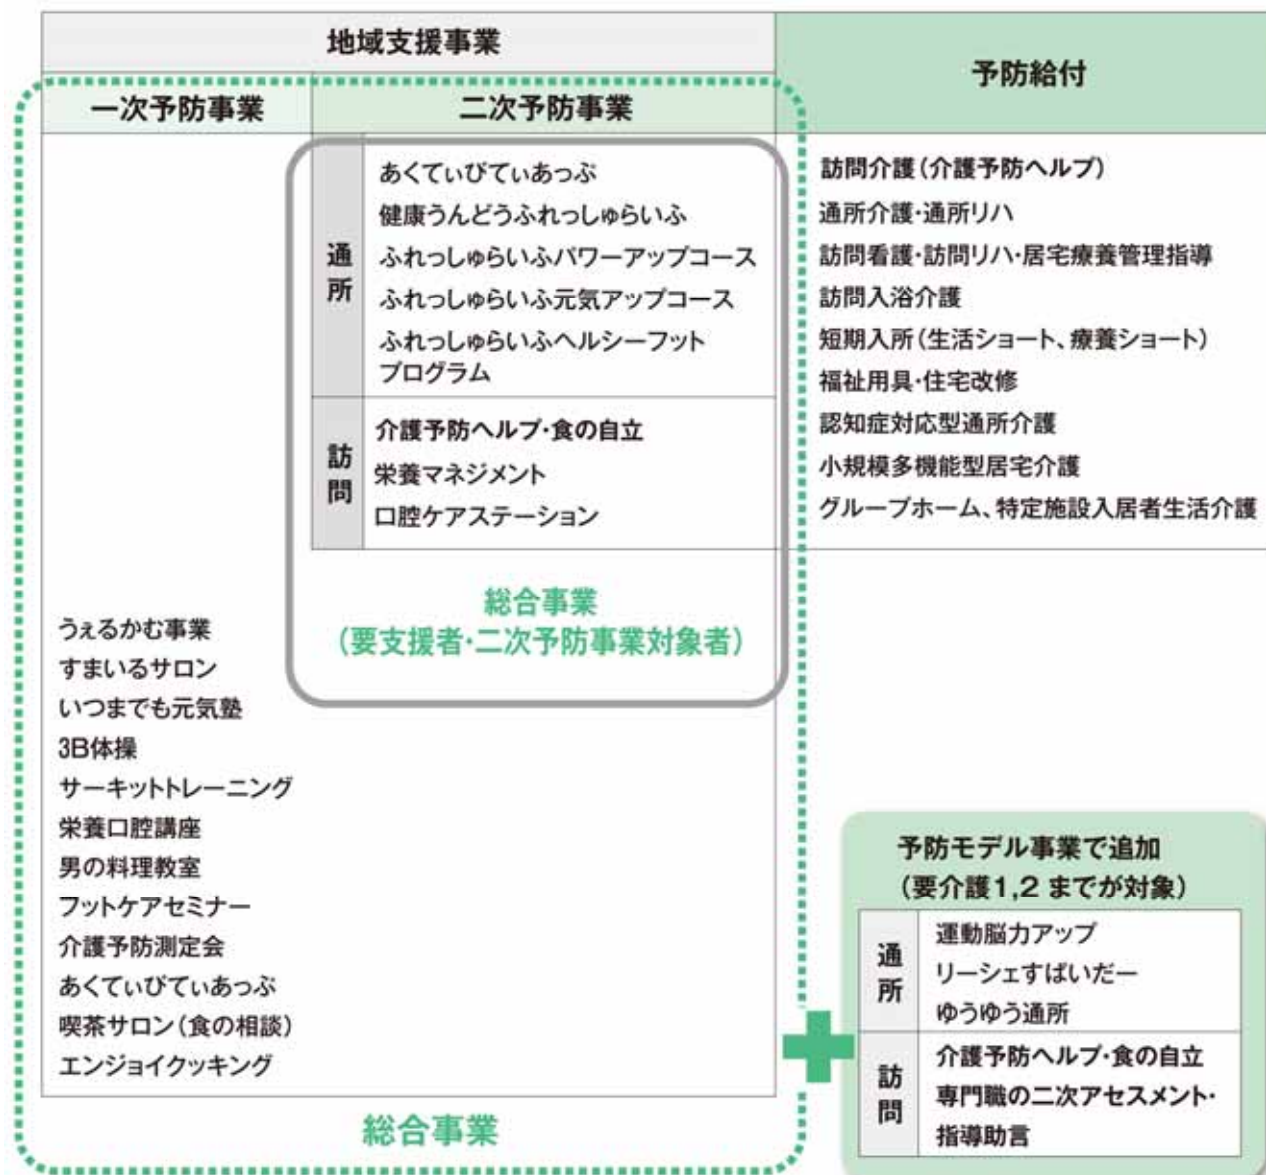 地域支援事業
予防給付
一次予防事業
二次予防事業
通所
あくてぃびてぃあっぷ
健康うんどうふれっしゅらいふ
ふれっしゅらいふパワーアップコース
ふれっしゅらいふ元気アップコース
ふれっしゅらいふヘルシーフット
プログラム
訪問
介護予防ヘルプ・食の自立
栄養マネジメント
口腔ケアステーション
総合事業
(要支援者・二次予防事業対象者)
訪問介護(介護予防ヘルプ)
通所介護・通所リハ
訪問看護・訪問リハ・居宅療養管理指導
訪問入浴介護
短期入所(生活ショート、療養ショート)
福祉用具・住宅改修
認知症対応型通所介護
小規模多機能型居宅介護
グループホーム、特定施設入居者生活介護
うぇるかむ事業
すまいるサロン
いつまでも元気塾
3B体操
サーキットトレーニング
栄養口腔講座
男の料理教室
フットケアセミナー
介護予防測定会
あくてぃびてぃあっぷ
喫茶サロン(食の相談)
エンジョイクッキング
総合事業
予防モデル事業で追加
(要介護1,2 までが対象)
通所
運動脳力アップ
リーシェすぱいだー
ゆうゆう通所
訪問
介護予防ヘルプ・食の自立
専門職の二次アセスメント・
指導助言